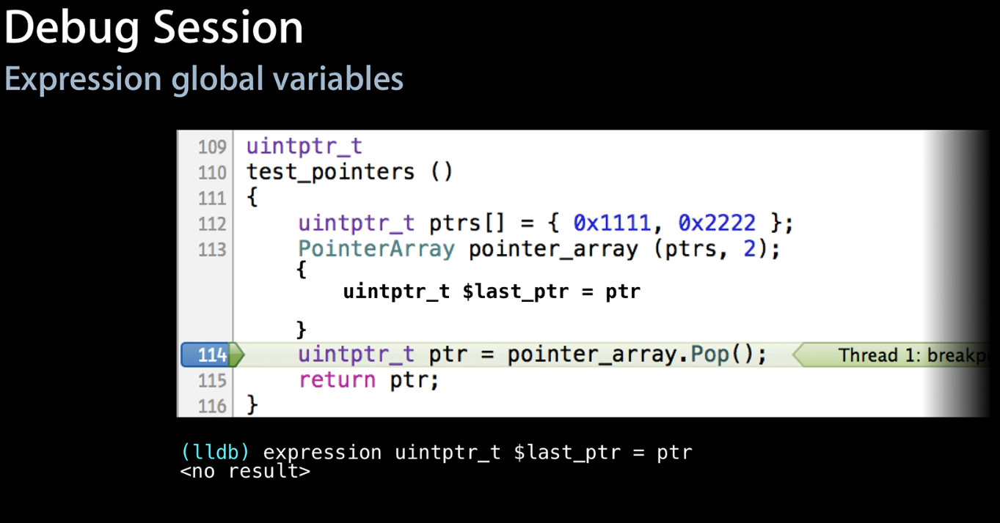 Debug Session
Expression global variables
109 uintptr_t
110 test_pointers ()
111 {
112 uintptr_t ptrs[] = { 0x1111, 0x2222 };
113 PointerArray pointer_array (ptrs, 2);
{
uintptr_t $last_ptr = ptr
}
114 uintptr_t ptr = pointer_array.Pop(); Thread 1: breakp
115 return ptr;
116 }
(lldb) expression uintptr_t $last_ptr = ptr
<no result>